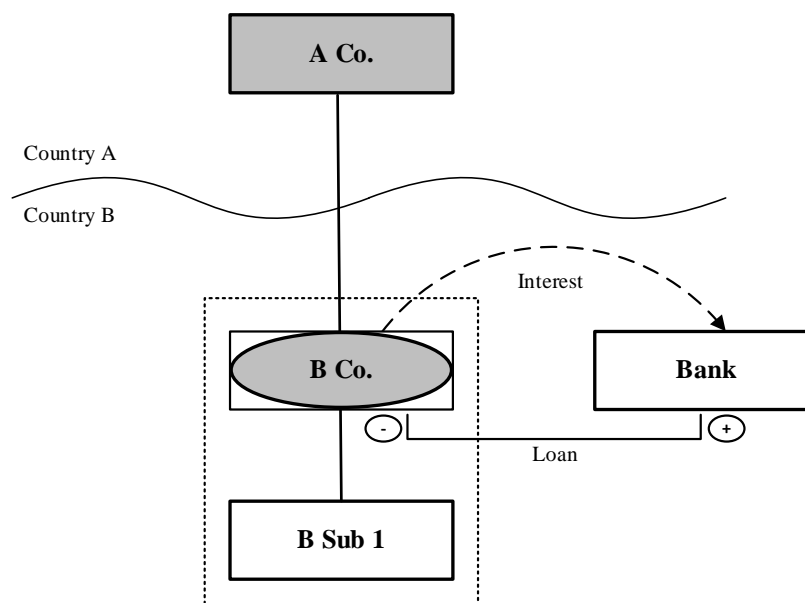 A Co.
Country A
Country B
Interest
B Co.
Bank
-
+
Loan
B Sub 1